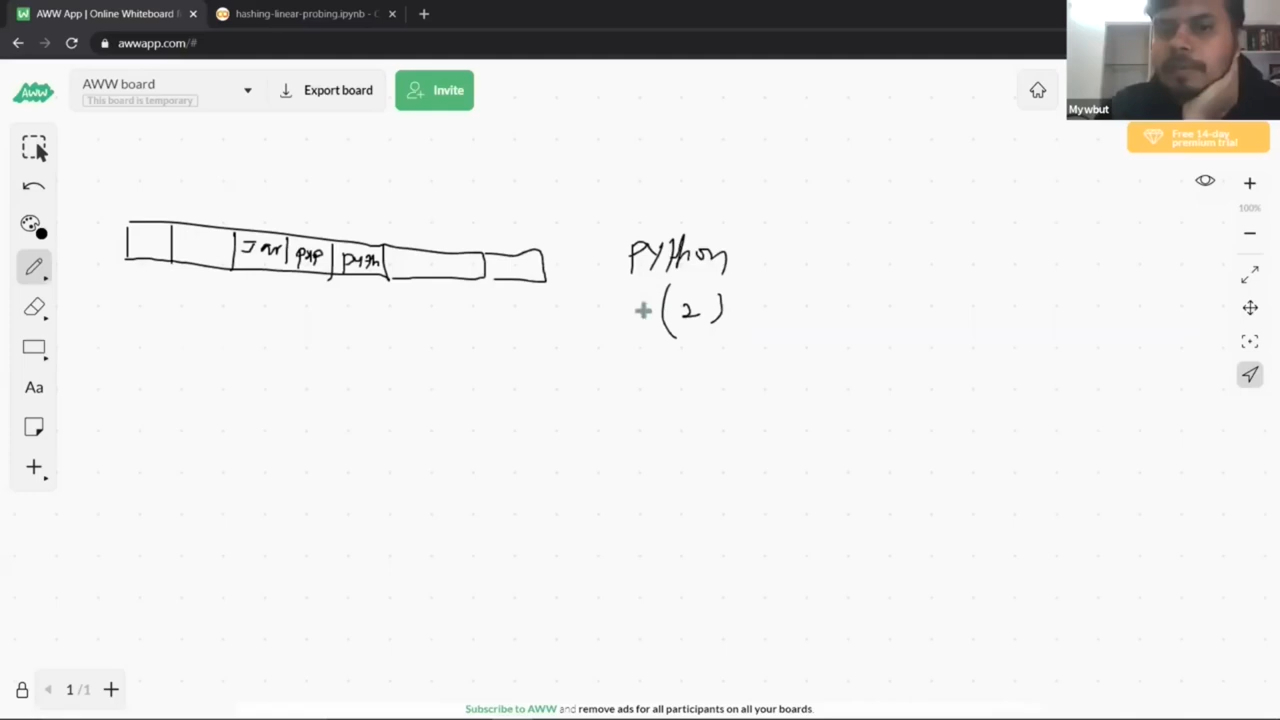 AWW App | Online Whiteboard f
hashing-linear-probing.ipynb - C
awwapp.com/#
AWW
AWW board
This board is temporary
Export board
Invite
Mywbut
Free 14-day
premium trial
100%
php
pyth
PYthon
(2)
Aa
1/1
Subscribe to AWW and remove ads for all participants on all your boards.